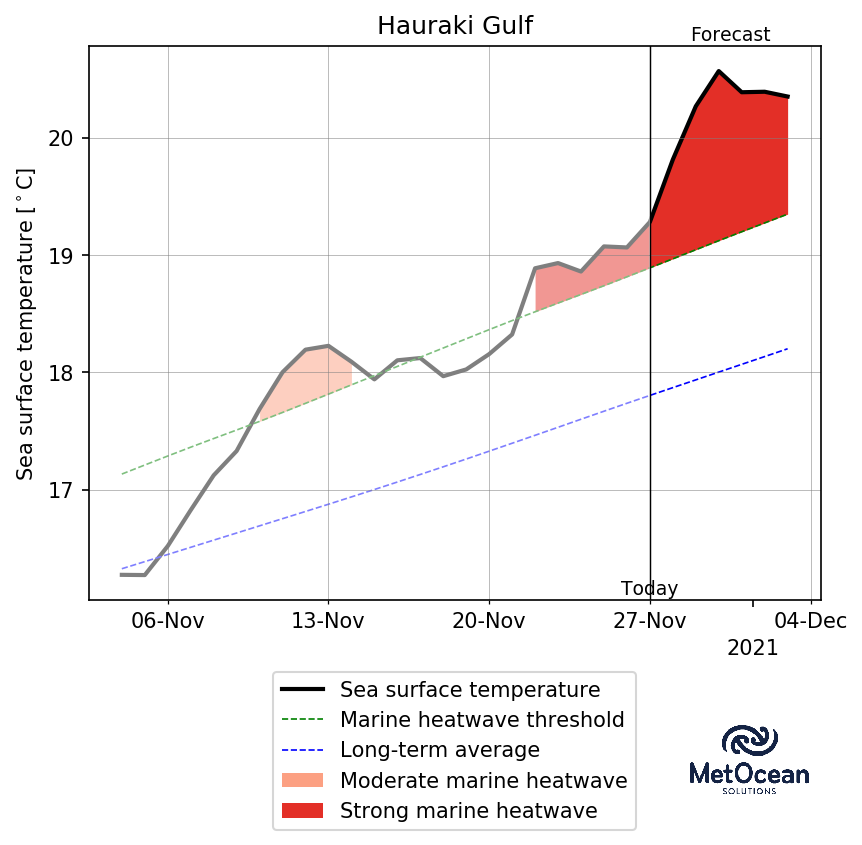 Hauraki Gulf
Forecast
Sea surface temperature [°C]
20
19
18
17
Today
06-Nov
13-Nov
20-Nov
27-Nov
04-Dec
2021
Sea surface temperature
Marine heatwave threshold
Long-term average
Moderate marine heatwave
Strong marine heatwave
MetOcean
SOLUTIONS